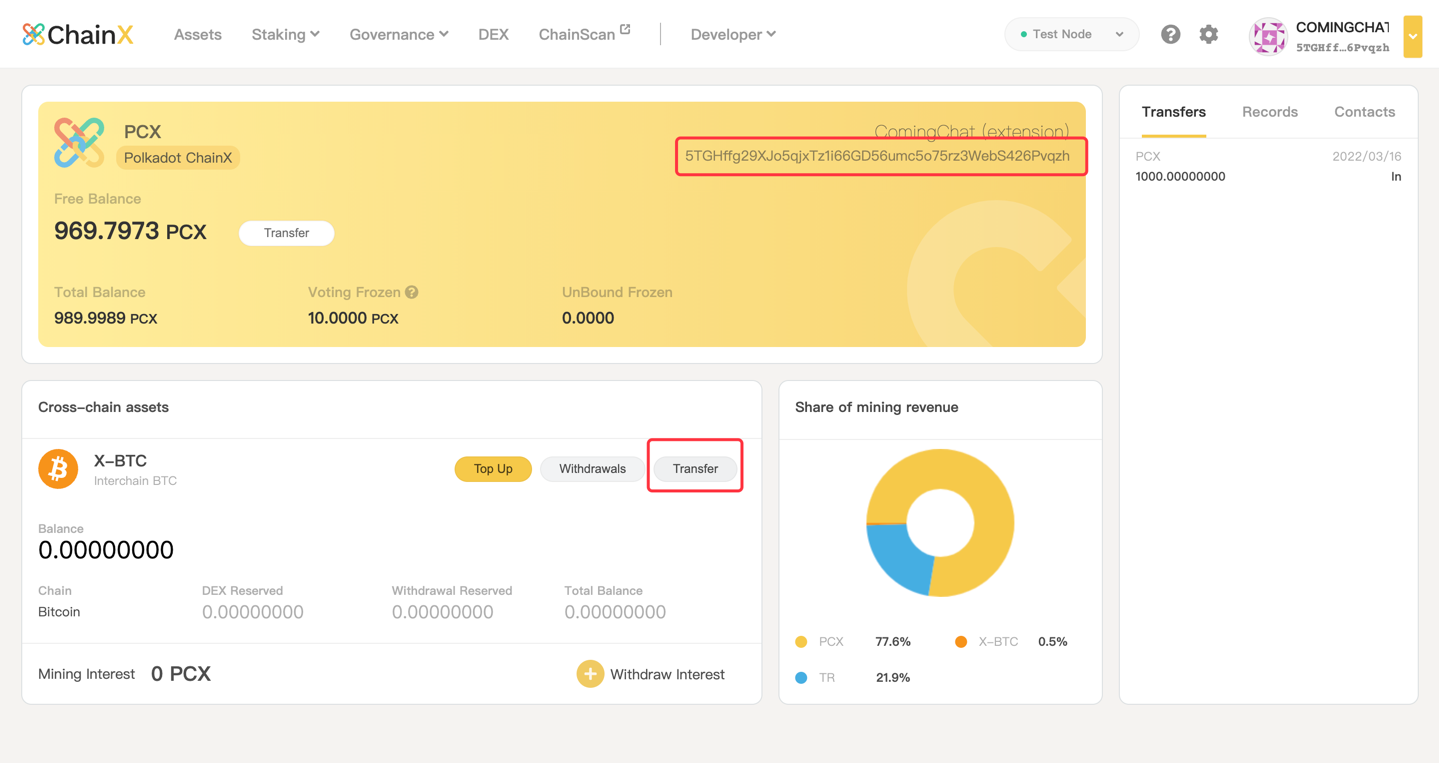 ChainX Assets Staking Governance DEX ChainScan Developer Test Node COMINGCHAT
5TGHff…6Pvqzh
PCX
ComingChat (extension)
Polkadot ChainX
5TGHffg29XJo5qjxTz1i66GD56umc5o75rz3WebS426Pvqzh
Free Balance
969.7973 PCX Transfer
Total Balance Voting Frozen ? UnBound Frozen
989.9989 PCX 10.0000 PCX 0.0000
Transfers Records Contacts
PCX 2022/03/16
1000.00000000 In
Cross-chain assets
X-BTC
Interchain BTC
Top Up Withdrawals Transfer
Balance
0.00000000
Chain DEX Reserved Withdrawal Reserved Total Balance
Bitcoin 0.00000000 0.00000000 0.00000000
Mining Interest 0 PCX Withdraw Interest
Share of mining revenue
PCX 77.6% X-BTC 0.5%
TR 21.9%